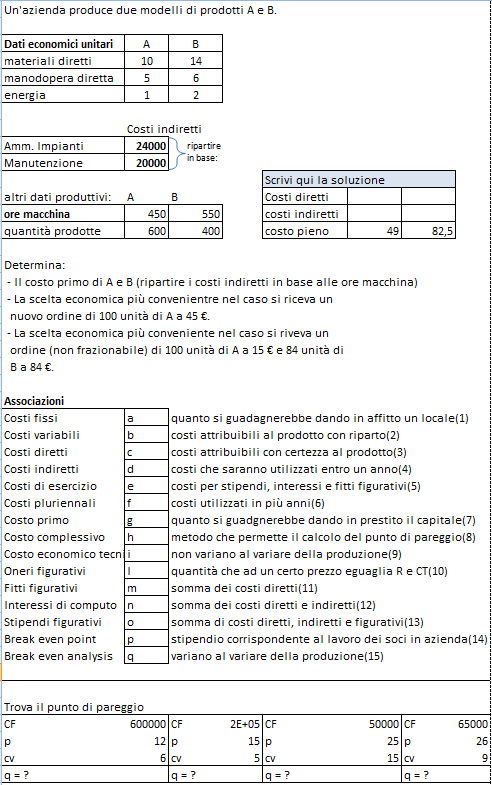 Un'azienda produce due modelli di prodotti A e B.
Dati economici unitari A B
materiali diretti 10 14
manodopera diretta 5 6
energia 1 2
Costi indiretti
Amm. Impianti 24000 ripartire
Manutenzione 20000 in base:
Scrivi qui la soluzione
altri dati produttivi: A B Costi diretti
ore macchina 450 550 costi indiretti
quantità prodotte 600 400 costo pieno 49 82,5
Determina:
- Il costo primo di A e B (ripartire i costi indiretti in base alle ore macchina)
- La scelta economica più convenientre nel caso si riceva un
nuovo ordine di 100 unità di A a 45 €.
- La scelta economica più conveniente nel caso si riveva un
ordine (non frazionabile) di 100 unità di A a 15 € e 84 unità di
B a 84 €.
Associazioni
Costi fissi a quanto si guadagnerebbe dando in affitto un locale(1)
Costi variabili b costi attribuibili al prodotto con riparto(2)
Costi diretti c costi attribuibili con certezza al prodotto(3)
Costi indiretti d costi che saranno utilizzati entro un anno(4)
Costi di esercizio e costi per stipendi, interessi e fitti figurativi(5)
Costi pluriennali f costi utilizzati in più anni(6)
Costo primo g quanto si guadgnerebbe dando in prestito il capitale(7)
Costo complessivo h metodo che permette il calcolo del punto di pareggio(8)
Costo economico tecni i non variano al variare della produzione(9)
Oneri figurativi l quantità che ad un certo prezzo eguaglia R e CT(10)
Fitti figurativi m somma dei costi diretti(11)
Interessi di computo n somma dei costi diretti e indiretti(12)
Stipendi figurativi o somma di costi diretti, indiretti e figurativi(13)
Break even point p stipendio corrispondente al lavoro dei soci in azienda(14)
Break even analysis q variano al variare della produzione(15)
Trova il punto di pareggio
CF 600000 CF 2E+05 CF 50000 CF 65000
p 12 p 15 p 25 p 26
cv 6 cv 5 cv 15 cv 9
q = ? q = ? q = ? q = ?